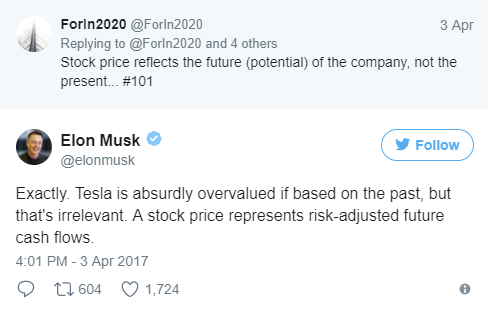 ForIn2020 @ForIn2020 3 Apr
Replying to @ForIn2020 and 4 others
Stock price reflects the future (potential) of the company, not the
present... #101
Elon Musk
@elonmusk
Follow
Exactly. Tesla is absurdly overvalued if based on the past, but
that's irrelevant. A stock price represents risk-adjusted future
cash flows.
4:01 PM - 3 Apr 2017
604 1,724